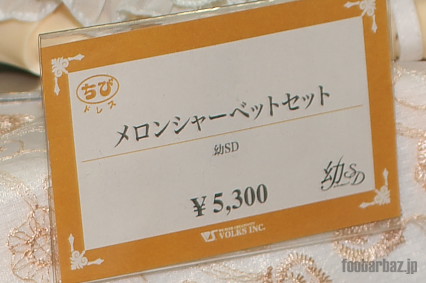 ちび
ドレス
メロンシャーベットセット
幼SD
¥5,300
幼SD
VOLKS INC.
foobarbaz.jp